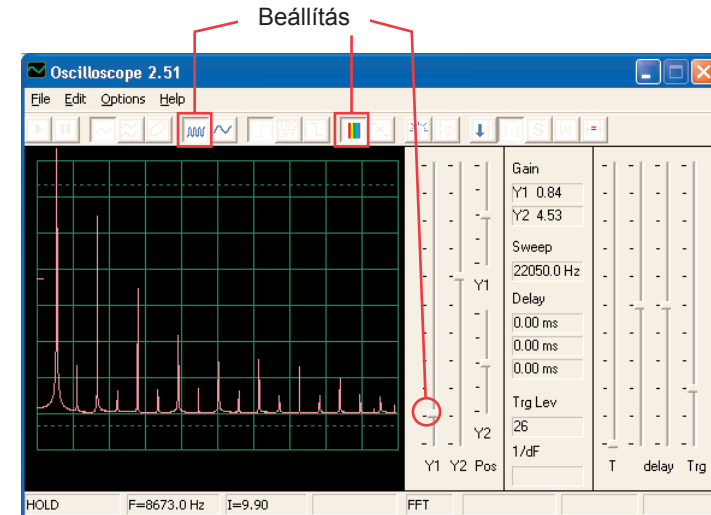 Beállítás
Oscilloscope 2.51
File Edit Options Help
S W
Gain
Y1 0.84
Y2 4.53
Sweep
22050.0 Hz
Y1
Delay
0.00 ms
0.00 ms
0.00 ms
Trg Lev
26
Y2
1/dF
Y1 Y2 Pos
T delay Trg
HOLD F=8673.0 Hz I=9.90 FFT